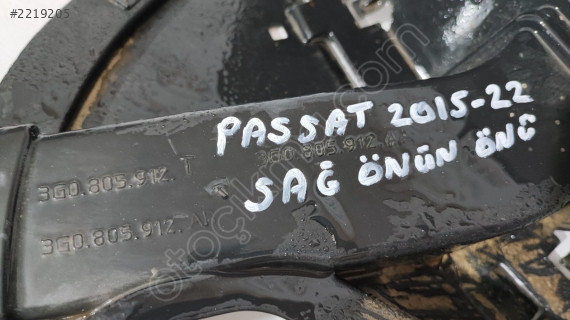 #2219205
PASSAT 2015-22
SAĞ ÖNÜN ÖNÜ
3G0.805.912.T
3G0.805.912.A
3G0.805.912.